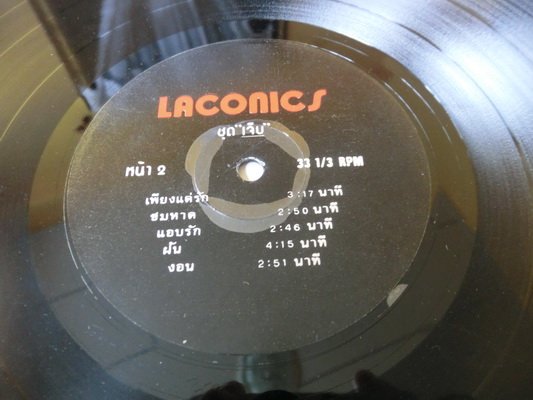 LACONICS
ชุด"เจ็บ"
หน้า 2 33 1/3 RPM
เพียงแต่รัก 3:17 นาที
ชมหาด 2:50 นาที
แอบรัก 2:46 นาที
ฝัน 4:15 นาที
งอน 2:51 นาที